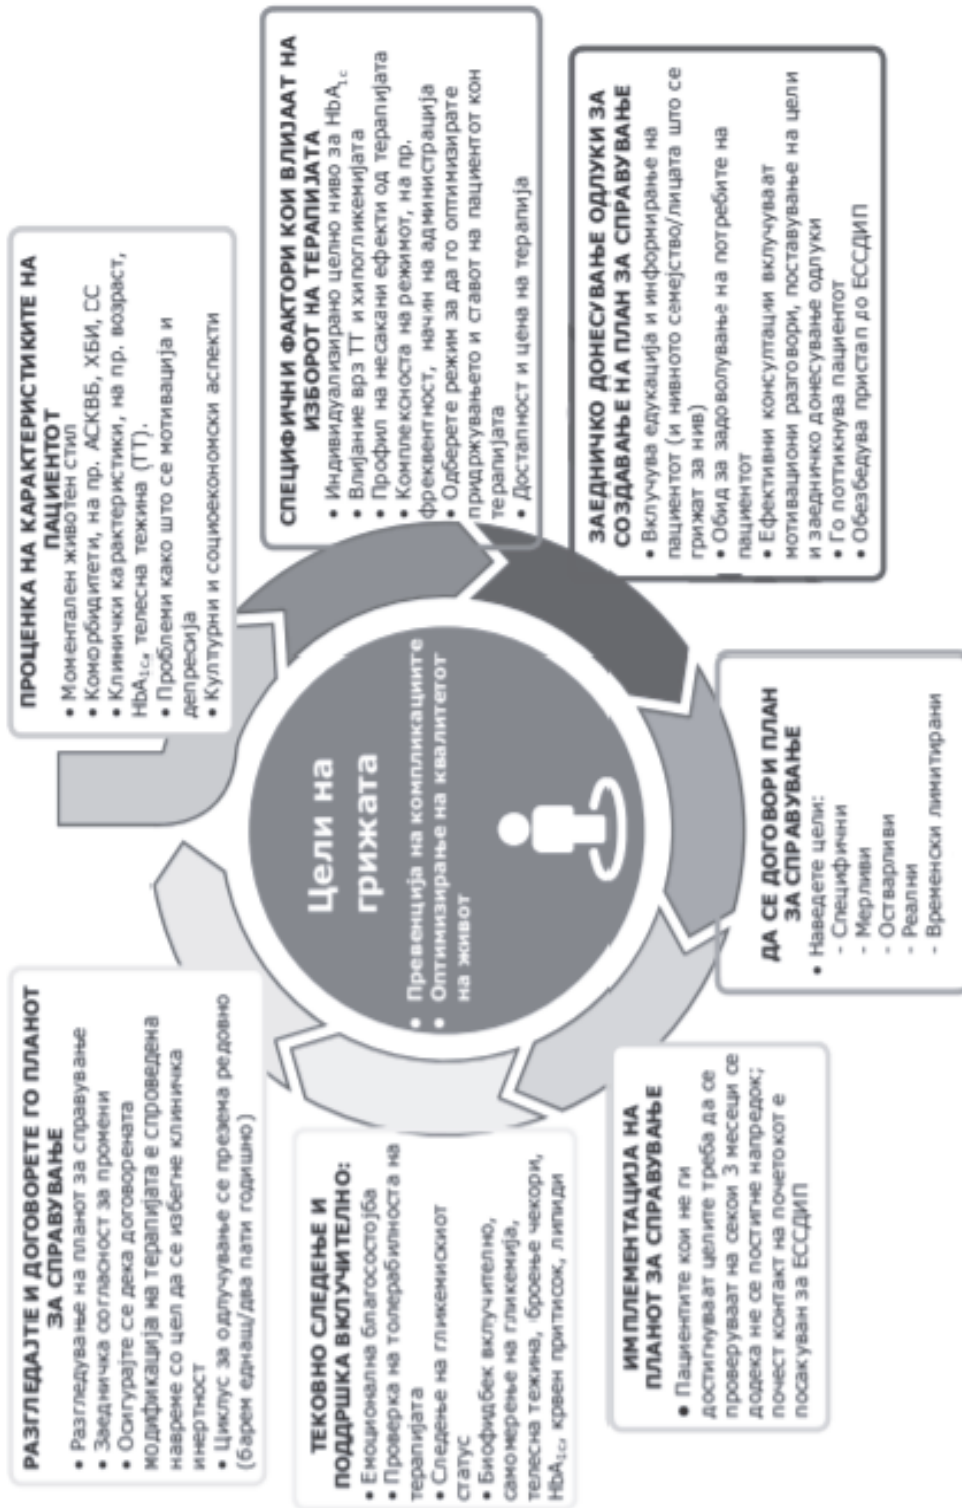 ПРОЦЕНКА НА КАРАКТЕРИСТИКИТЕ НА
ПАЦИЕНТОТ
• Моментален животен стил
• Коморбидитети, на пр. АСКВБ, ХБИ, СС
• Клинички карактеристики, на пр. возраст,
HbA1c, телесна тежина (ТТ).
• Проблеми како што се мотивација и
депресија
• Културни и социоекономски аспекти
СПЕЦИФИЧНИ ФАКТОРИ КОИ ВЛИЈААТ НА
ИЗБОРОТ НА ТЕРАПИЈАТА
• Индивидуализирано целно ниво за HbA1c
• Влијание врз ТТ и хипогликемијата
• Профил на несакани ефекти од терапијата
• Комплексноста на режимот, на пр.
фреквентност, начин на администрација
• Одберете режим за да го оптимизирате
придржувањето и ставот на пациентот кон
терапијата
• Достапност и цена на терапија
ЗАЕДНИЧКО ДОНЕСУВАЊЕ ОДЛУКИ ЗА
СОЗДАВАЊЕ НА ПЛАН ЗА СПРАВУВАЊЕ
• Вклучува едукација и информирање на
пациентот (и нивното семејство/лицата што се
грижат за нив)
• Обид за задоволување на потребите на
пациентот
• Ефективни консултации вклучуваат
мотивациони разговори, поставување на цели
и заедничко донесување одлуки
• Го поттикнува пациентот
• Обезбедува пристап до ЕССДИП
ДА СЕ ДОГОВОРИ ПЛАН
ЗА СПРАВУВАЊЕ
• Наведете цели:
- Специфични
- Мерливи
- Остварливи
- Реални
- Временски лимитирани
ИМПЛЕМЕНТАЦИЈА НА
ПЛАНОТ ЗА СПРАВУВАЊЕ
• Пациентите кои не ги
достигнуваат целите треба да се
проверуваат на секои 3 месеци се
додека не се постигне напредок;
почест контакт на почетокот е
посакуван за ЕССДИП
ТЕКОВНО СЛЕДЕЊЕ И
ПОДДРШКА ВКЛУЧИТЕЛНО:
• Емоционална благосостојба
• Проверка на толерабилноста на
терапијата
• Следење на гликемискиот
статус
• Биофидбек вклучително,
самомерење на гликемија,
телесна тежина, броење чекори,
HbA1c, крвен притисок, липиди
РАЗГЛЕДАЈТЕ И ДОГОВОРЕТЕ ГО ПЛАНОТ
ЗА СПРАВУВАЊЕ
• Разгледување на планот за справување
• Заедничка согласност за промени
• Осигурајте се дека договорената
модификација на терапијата е спроведена
навреме со цел да се избегне клиничка
инертност
• Циклус за одлучување се презема редовно
(барем еднаш/два пати годишно)
Цели на
грижата
• Превенција на компликациите
• Оптимизирање на квалитетот
на живот